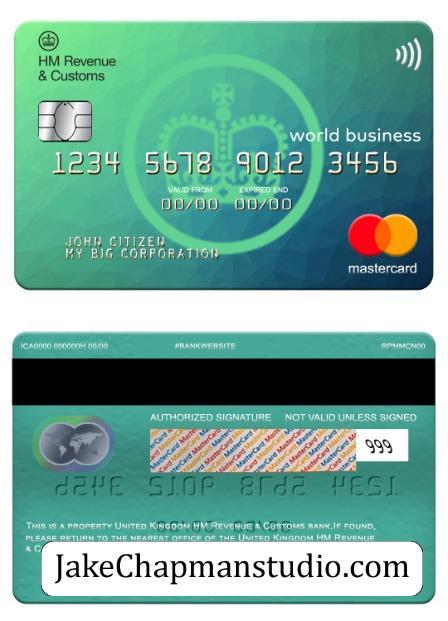 HM Revenue
& Customs
world business
1234 5678 9012 3456
VALID FROM EXPIRED END
00/00 00/00
JOHN CITIZEN
MY BIG CORPORATION
mastercard
ICA0000 000000H 00/00 #BANKWEBSITE RPMMCN00
AUTHORIZED SIGNATURE NOT VALID UNLESS SIGNED
MasterCard
999
1234 5678 9012 3456
THIS IS A PROPERTY UNITED KINGDOM HM REVENUE & CUSTOMS BANK.IF FOUND,
PLEASE RETURN TO THE NEAREST OFFICE OF THE UNITED KINGDOM HM REVENUE
& C
JakeChapmanstudio.com